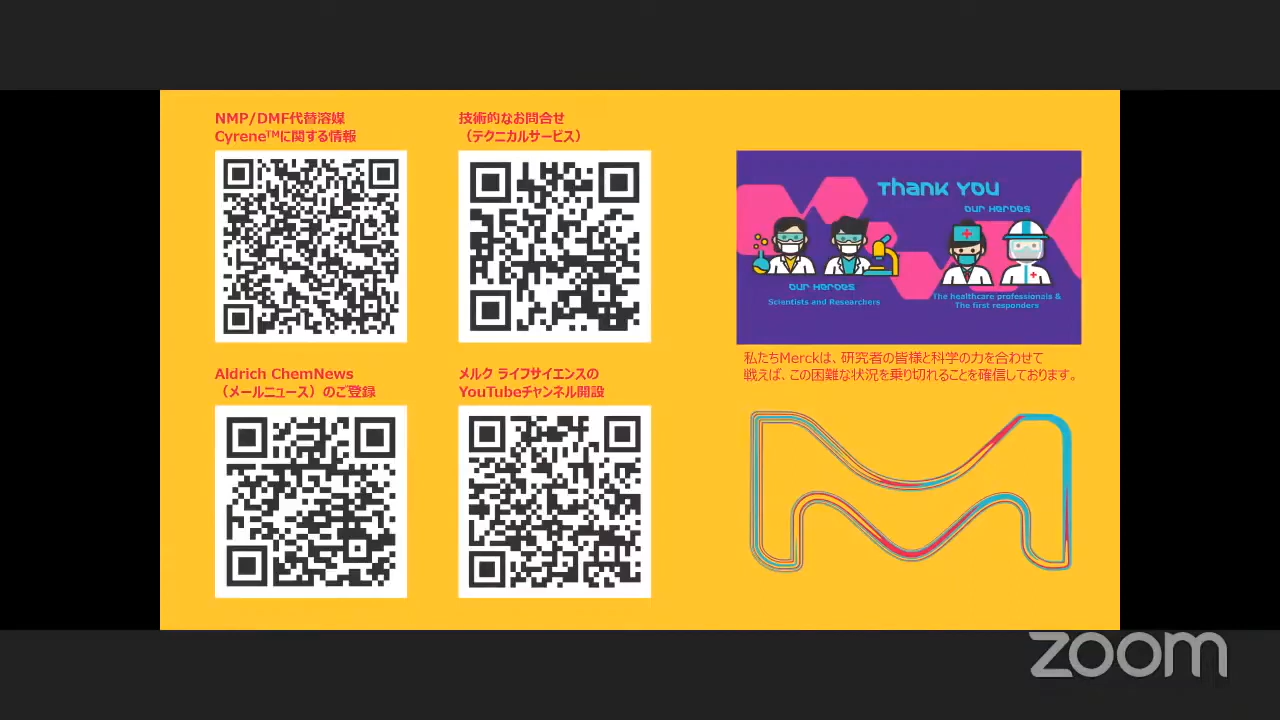 NMP/DMF代替溶媒
Cyrene™に関する情報
技術的なお問合せ
（テクニカルサービス）
Aldrich ChemNews
（メールニュース）のご登録
メルク ライフサイエンスの
YouTubeチャンネル開設
Thank You
our Heroes
our Heroes
Scientists and Researchers
The healthcare professionals &
The first responders
私たちMerckは、研究者の皆様と科学の力を合わせて
戦えば、この困難な状況を乗り切れることを確信しております。
zoom